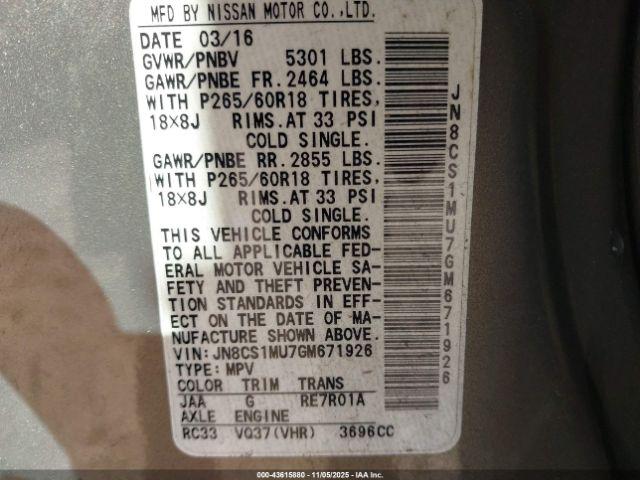 MFD BY NISSAN MOTOR CO.,LTD.
DATE 03/16
GVWR/PNBV 5301 LBS.
GAWR/PNBE FR. 2464 LBS.
WITH P265/60R18 TIRES,
18×8J RIMS. AT 33 PSI
COLD SINGLE.
GAWR/PNBE RR. 2855 LBS.
WITH P265/60R18 TIRES,
18×8J RIMS. AT 33 PSI
COLD SINGLE.
THIS VEHICLE CONFORMS
TO ALL APPLICABLE FED-
ERAL MOTOR VEHICLE SA-
FETY AND THEFT PREVEN-
TION STANDARDS IN EFF-
ECT ON THE DATE OF MA-
NUFACTURE SHOWN ABOVE.
VIN: JN8CS1MU7GM671926
TYPE: MPV
COLOR TRIM TRANS
JAA G RE7R01A
AXLE ENGINE
RC33 VQ37(VHR) 3696CC
JN8CS1MU7GM671926
000-43615880 - 11/05/2025 - iaai.com